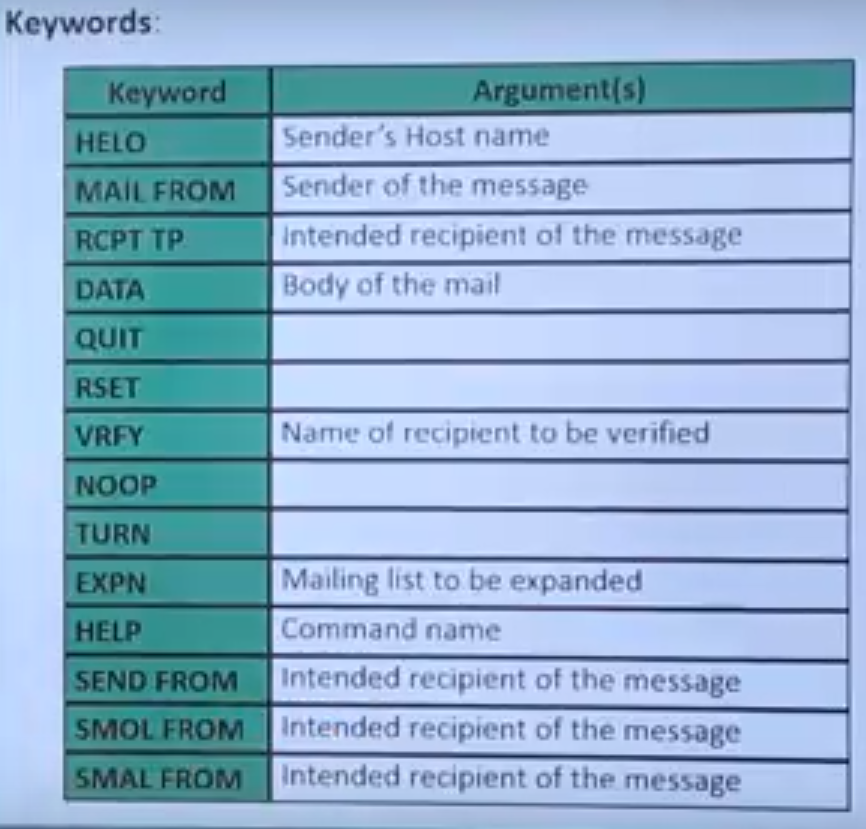 Keywords:
Keyword Argument(s)
HELO Sender's Host name
MAIL FROM Sender of the message
RCPT TP Intended recipient of the message
DATA Body of the mail
QUIT
RSET
VRFY Name of recipient to be verified
NOOP
TURN
EXPN Mailing list to be expanded
HELP Command name
SEND FROM Intended recipient of the message
SMOL FROM Intended recipient of the message
SMAL FROM Intended recipient of the message